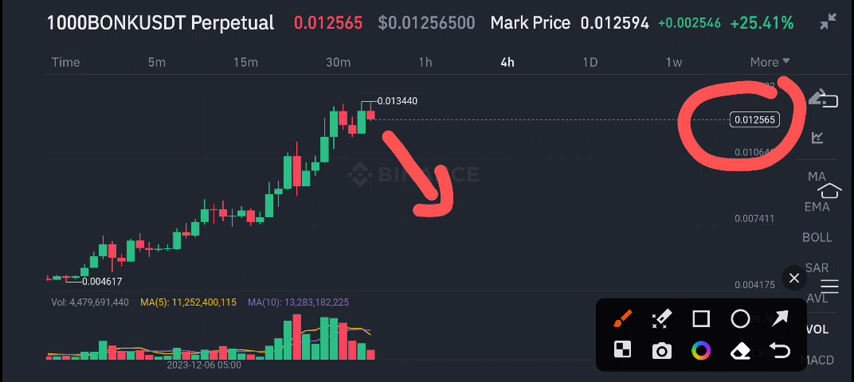 1000BONKUSDT Perpetual 0.012565 $0.01256500 Mark Price 0.012594 +0.002546 +25.41%
Time 5m 15m 30m 1h 4h 1D 1w More
0.013440
0.012565
BINANCE
MA
EMA
0.007411
BOLL
SAR
0.004617
0.004175
AVL
Vol: 4,479,691,440 MA(5): 11,252,400,115 MA(10): 13,283,182,225
VOL
MACD
2023-12-06 05:00